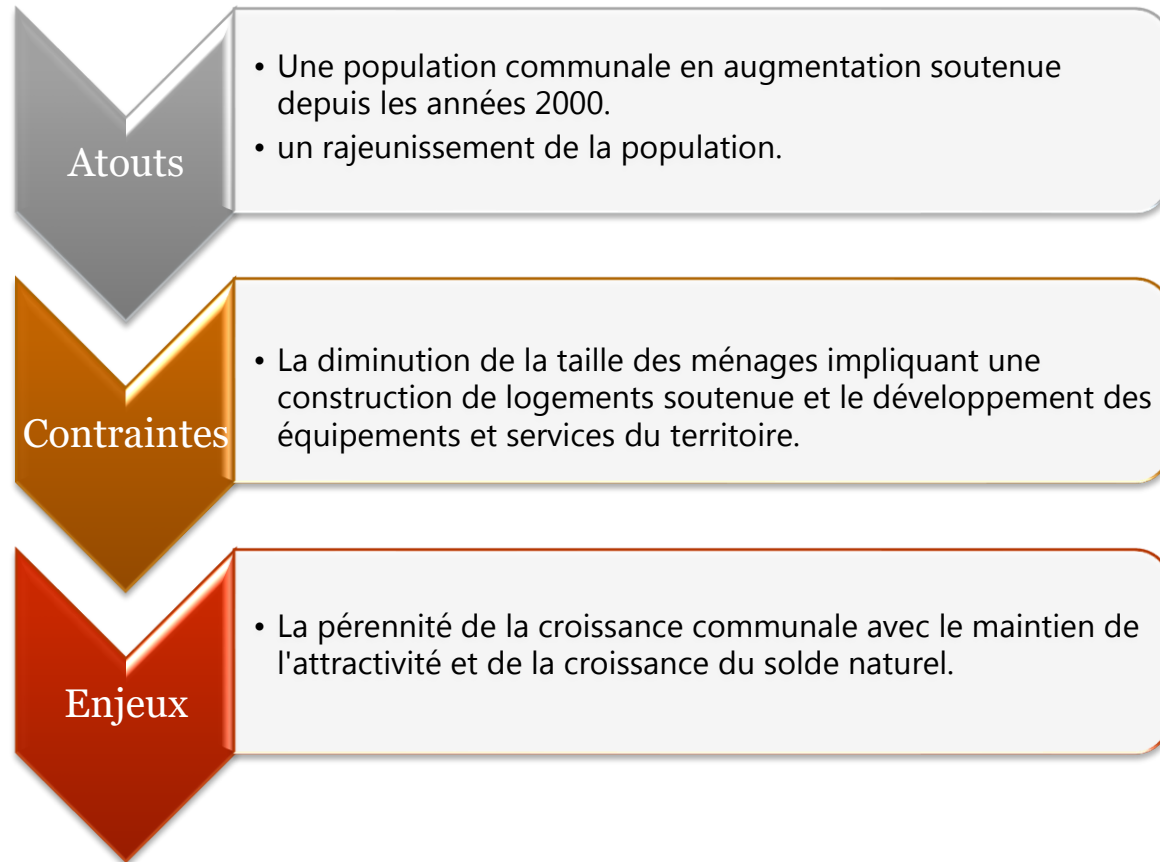 Atouts
• Une population communale en augmentation soutenue
depuis les années 2000.
• un rajeunissement de la population.
Contraintes
• La diminution de la taille des ménages impliquant une
construction de logements soutenue et le développement des
équipements et services du territoire.
Enjeux
• La pérennité de la croissance communale avec le maintien de
l'attractivité et de la croissance du solde naturel.